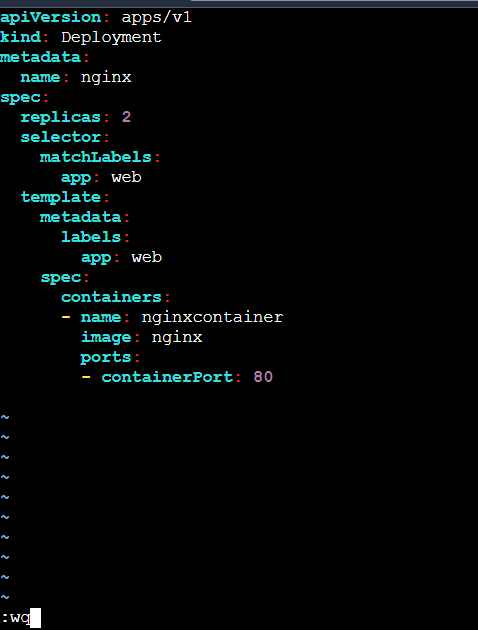 apiVersion: apps/v1
kind: Deployment
metadata:
  name: nginx
spec:
  replicas: 2
  selector:
    matchLabels:
      app: web
  template:
    metadata:
      labels:
        app: web
    spec:
      containers:
      - name: nginxcontainer
        image: nginx
        ports:
        - containerPort: 80
~
~
~
~
~
~
~
~
~
~
:wq